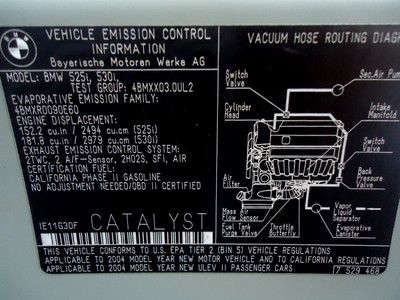 BMW
VEHICLE EMISSION CONTROL
INFORMATION
Bayerische Motoren Werke AG
MODEL: BMW 525i, 530i,
TEST GROUP: 4BMXX03.0UL2
EVAPORATIVE EMISSION FAMILY:
4BMXR0090E60
ENGINE DISPLACEMENT:
152.2 cu.in / 2494 cu.cm (525i)
181.8 cu.in / 2979 cu.cm (530i)
EXHAUST EMISSION CONTROL SYSTEMS:
2TWC, 2 A/F-Sensor, 2HO2S, SFI, AIR
CERTIFICATION FUEL:
CALIFORNIA PHASE II GASOLINE
NO ADJUSTMENTS NEEDED/OBD II CERTIFIED
IE11G30F
CATALYST
VACUUM HOSE ROUTING DIAG
Switch
Valve
Sec.Air Pump
Cylinder
Head
Intake
Manifold
Back
Pressure
Valve
Air
Filter
Mass Air
Flow Sensor
Fuel Tank
Purge Valve
Throttle
Butterfly
Vapor
Liquid
Separator
Evaporative
Canister
THIS VEHICLE CONFORMS TO U.S. EPA TIER 2 (BIN 5) VEHICLE REGULATIONS
APPLICABLE TO 2004 MODEL YEAR NEW MOTOR VEHICLES AND TO CALIFORNIA REGULATIONS
APPLICABLE TO 2004 MODEL YEAR NEW ULEV II PASSENGER CARS
7 529 468